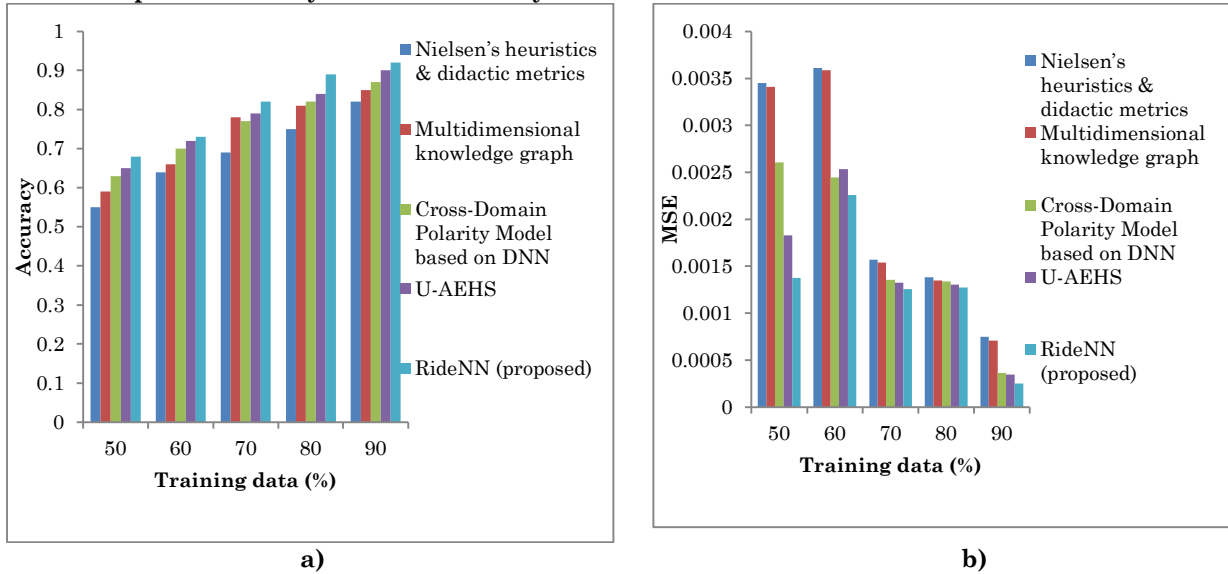 1
0.9
0.8
0.7
0.6
0.5
0.4
0.3
0.2
0.1
0
Accuracy
50 60 70 80 90
Training data (%)
Nielsen's heuristics
& didactic metrics
Multidimensional
knowledge graph
Cross-Domain
Polarity Model
based on DNN
U-AEHS
RideNN (proposed)
a)
0.004
0.0035
0.003
0.0025
0.002
0.0015
0.001
0.0005
0
MSE
50 60 70 80 90
Training data (%)
Nielsen's
heuristics &
didactic metrics
Multidimensional
knowledge graph
Cross-Domain
Polarity Model
based on DNN
U-AEHS
RideNN
(proposed)
b)